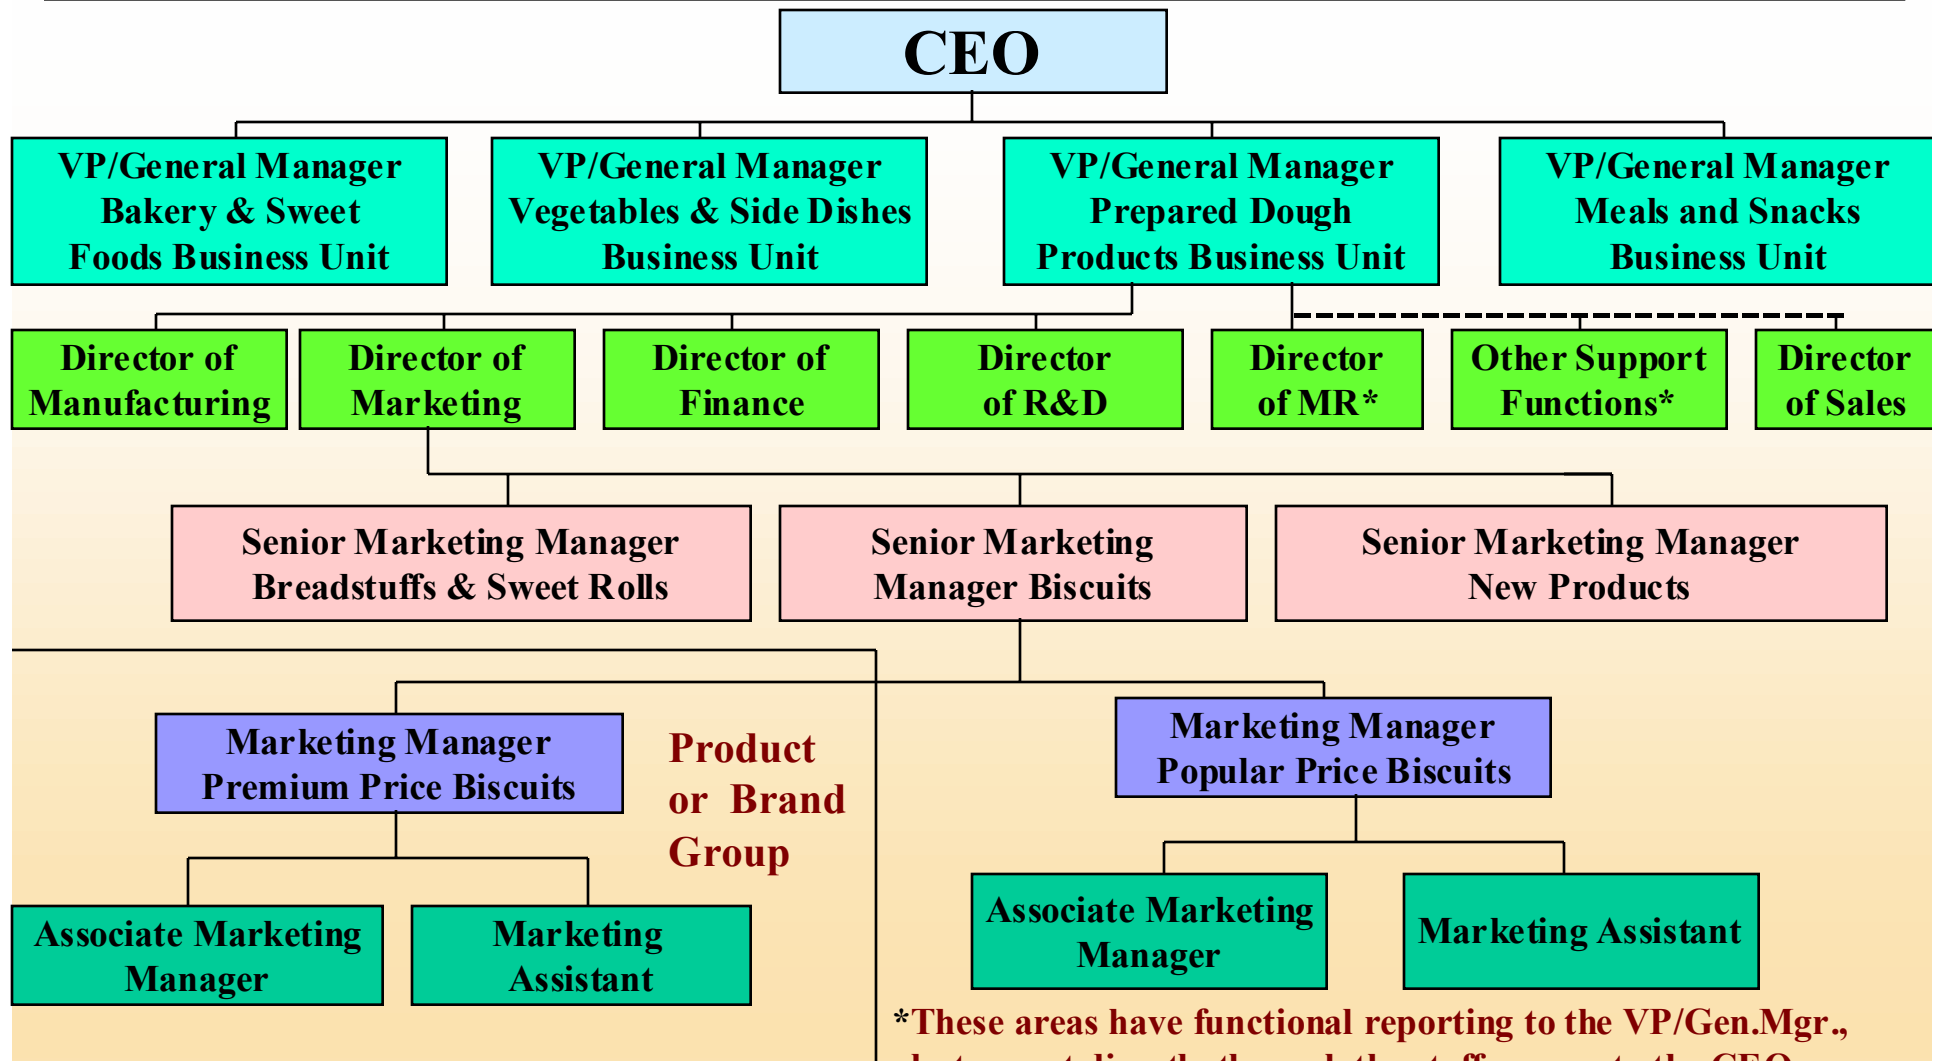 CEO
VP/General Manager
Bakery & Sweet
Foods Business Unit
VP/General Manager
Vegetables & Side Dishes
Business Unit
VP/General Manager
Prepared Dough
Products Business Unit
VP/General Manager
Meals and Snacks
Business Unit
Director of
Manufacturing
Director of
Marketing
Director of
Finance
Director
of R&D
Director
of MR*
Other Support
Functions*
Director
of Sales
Senior Marketing Manager
Breadstuffs & Sweet Rolls
Senior Marketing
Manager Biscuits
Senior Marketing Manager
New Products
Marketing Manager
Premium Price Biscuits
Product
or Brand
Group
Marketing Manager
Popular Price Biscuits
Associate Marketing
Manager
Marketing
Assistant
Associate Marketing
Manager
Marketing Assistant
*These areas have functional reporting to the VP/Gen.Mgr.,